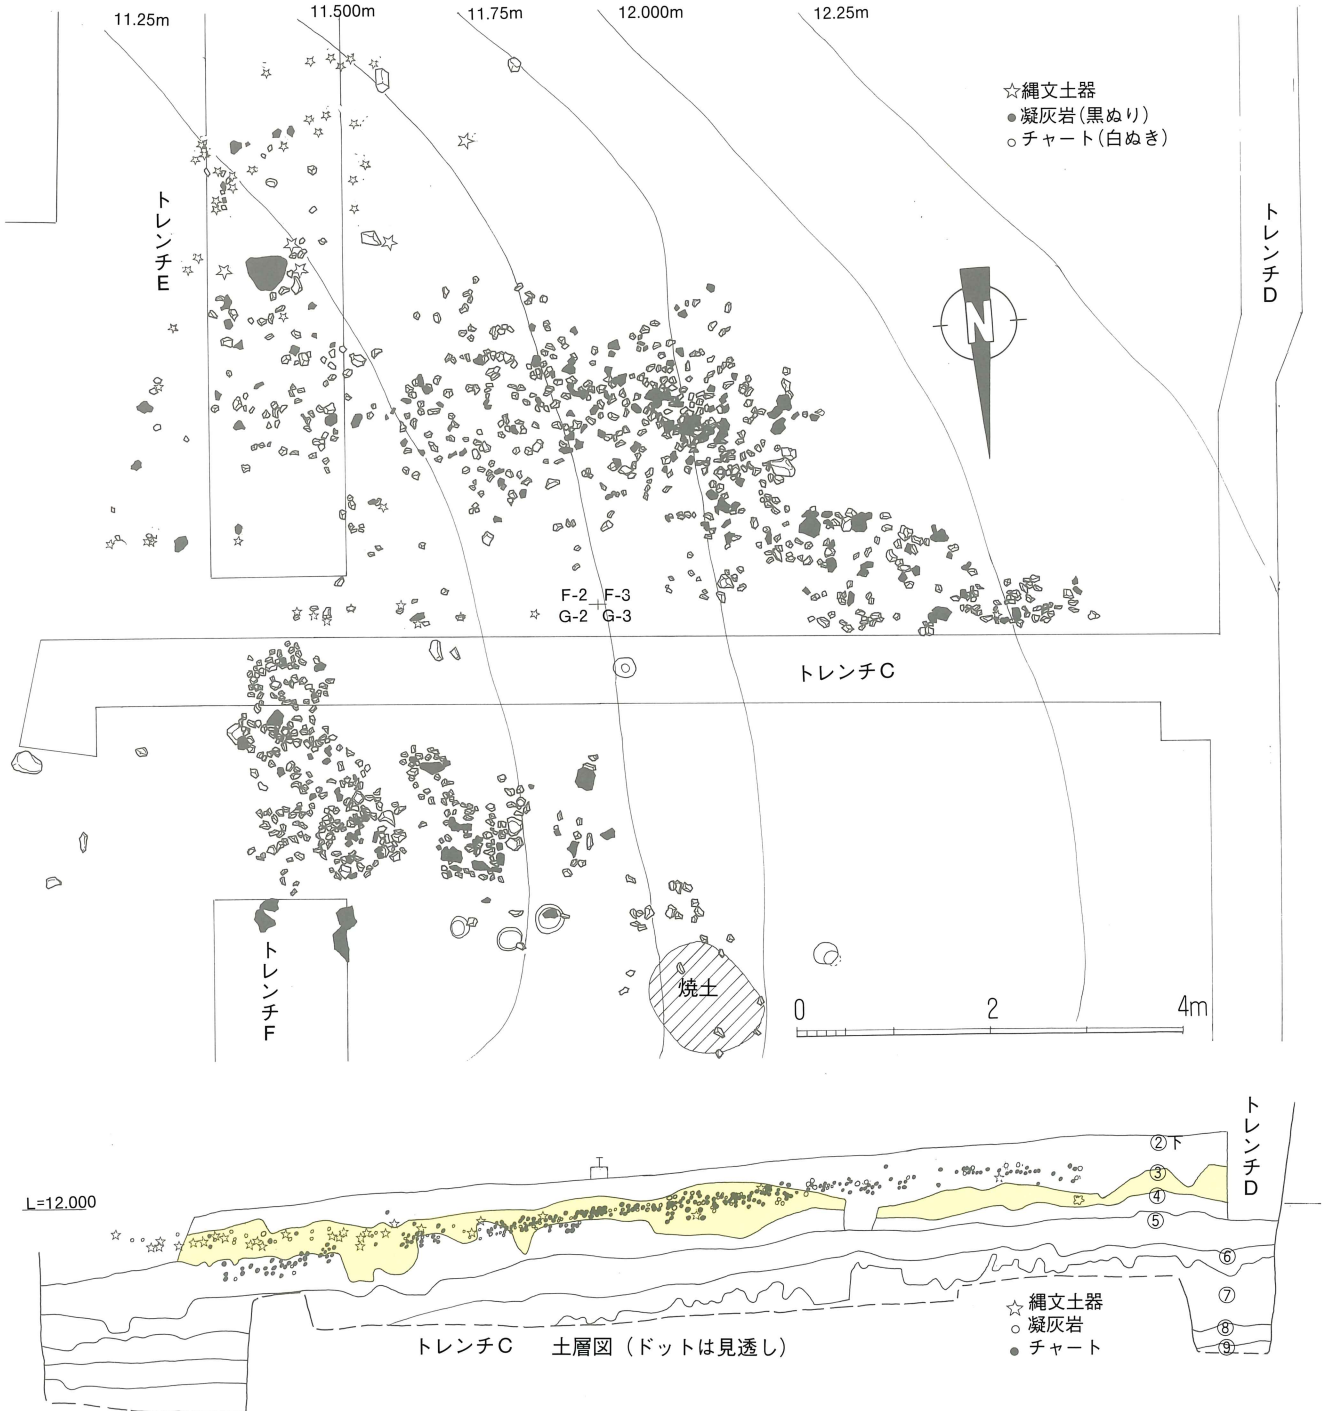 11.25m
11.500m
11.75m
12.000m
12.25m
☆縄文土器
●凝灰岩(黒ぬり)
○チャート(白ぬき)
トレンチE
トレンチD
N
F-2 F-3
G-2 G-3
トレンチC
トレンチF
焼土
0 2 4m
トレンチD
②下
③
④
⑤
⑥
⑦
⑧
⑨
L=12.000
☆縄文土器
○凝灰岩
●チャート
トレンチC 土層図(ドットは見透し)